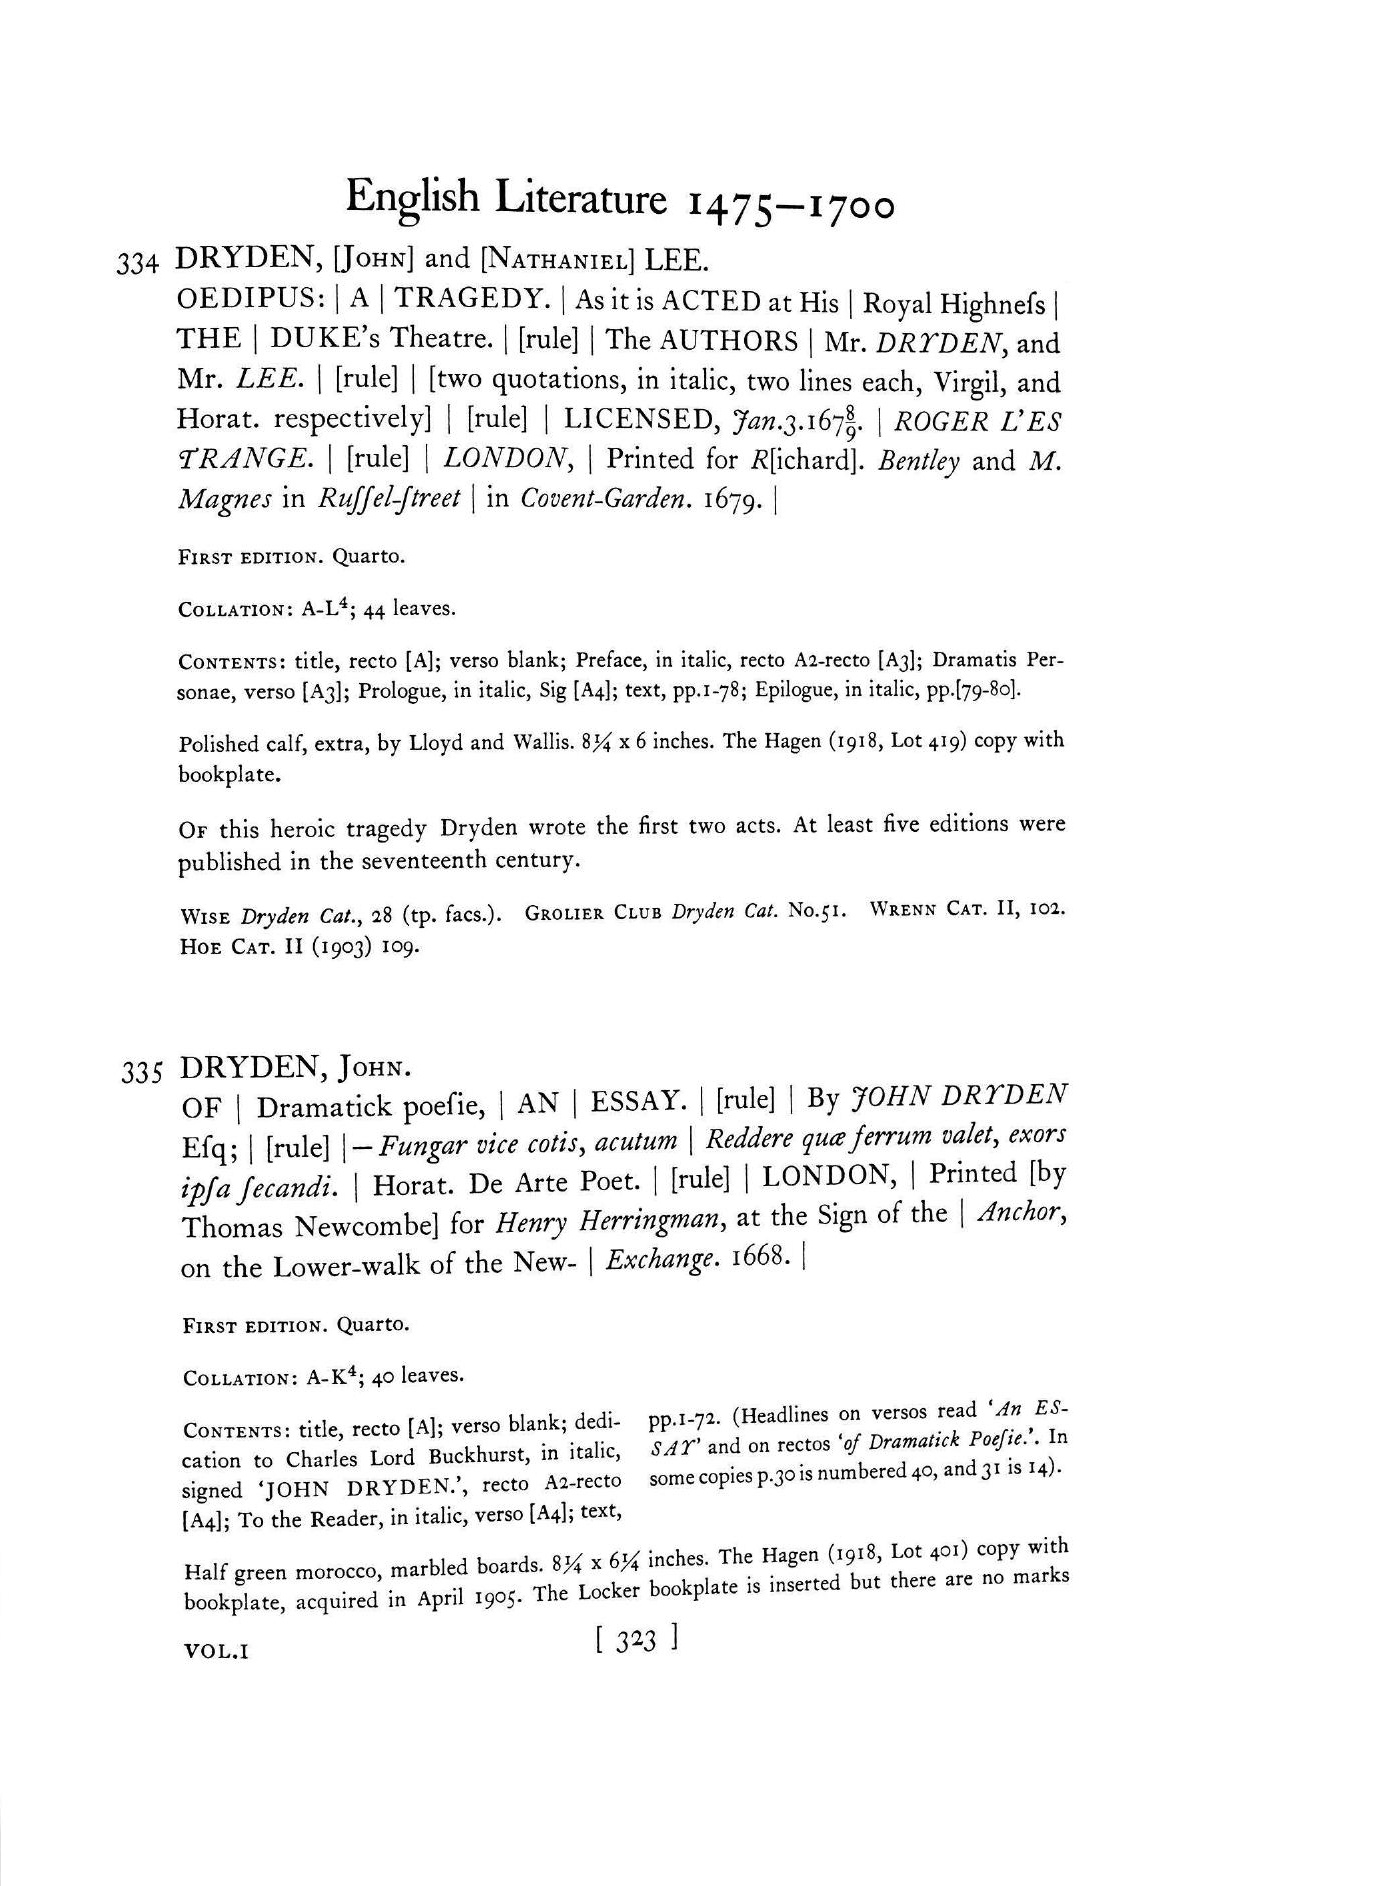 English Literature 1475–1700
334 DRYDEN, [John] and [Nathaniel] LEE.
OEDIPUS: | A | TRAGEDY. | As it is ACTED at His | Royal Highneſs |
THE | DUKE's Theatre. | [rule] | The AUTHORS | Mr. DRYDEN, and
Mr. LEE. | [rule] | [two quotations, in italic, two lines each, Virgil, and
Horat. respectively] | [rule] | LICENSED, Jan.3.167 8/9. | ROGER L'ES
TRANGE. | [rule] | LONDON, | Printed for R[ichard]. Bentley and M.
Magnes in Ruſſel-ſtreet | in Covent-Garden. 1679. |
First edition. Quarto.
Collation: A-L⁴; 44 leaves.
Contents: title, recto [A]; verso blank; Preface, in italic, recto A2-recto [A3]; Dramatis Per-
sonae, verso [A3]; Prologue, in italic, Sig [A4]; text, pp.1-78; Epilogue, in italic, pp.[79-80].
Polished calf, extra, by Lloyd and Wallis. 8¼ x 6 inches. The Hagen (1918, Lot 419) copy with
bookplate.
Of this heroic tragedy Dryden wrote the first two acts. At least five editions were
published in the seventeenth century.
Wise Dryden Cat., 28 (tp. facs.). Grolier Club Dryden Cat. No.51. Wrenn Cat. II, 102.
Hoe Cat. II (1903) 109.
335 DRYDEN, John.
OF | Dramatick poeſie, | AN | ESSAY. | [rule] | By JOHN DRYDEN
Eſq; | [rule] |—Fungar vice cotis, acutum | Reddere quæ ferrum valet, exors
ipſa ſecandi. | Horat. De Arte Poet. | [rule] | LONDON, | Printed [by
Thomas Newcombe] for Henry Herringman, at the Sign of the | Anchor,
on the Lower-walk of the New- | Exchange. 1668. |
First edition. Quarto.
Collation: A-K⁴; 40 leaves.
Contents: title, recto [A]; verso blank; dedi-
cation to Charles Lord Buckhurst, in italic,
signed 'JOHN DRYDEN.', recto A2-recto
[A4]; To the Reader, in italic, verso [A4]; text,
pp.1-72. (Headlines on versos read 'An ES-
SAY' and on rectos 'of Dramatick Poeſie.'. In
some copies p.30 is numbered 40, and 31 is 14).
Half green morocco, marbled boards. 8¼ x 6¼ inches. The Hagen (1918, Lot 401) copy with
bookplate, acquired in April 1905. The Locker bookplate is inserted but there are no marks
VOL.I
[ 323 ]